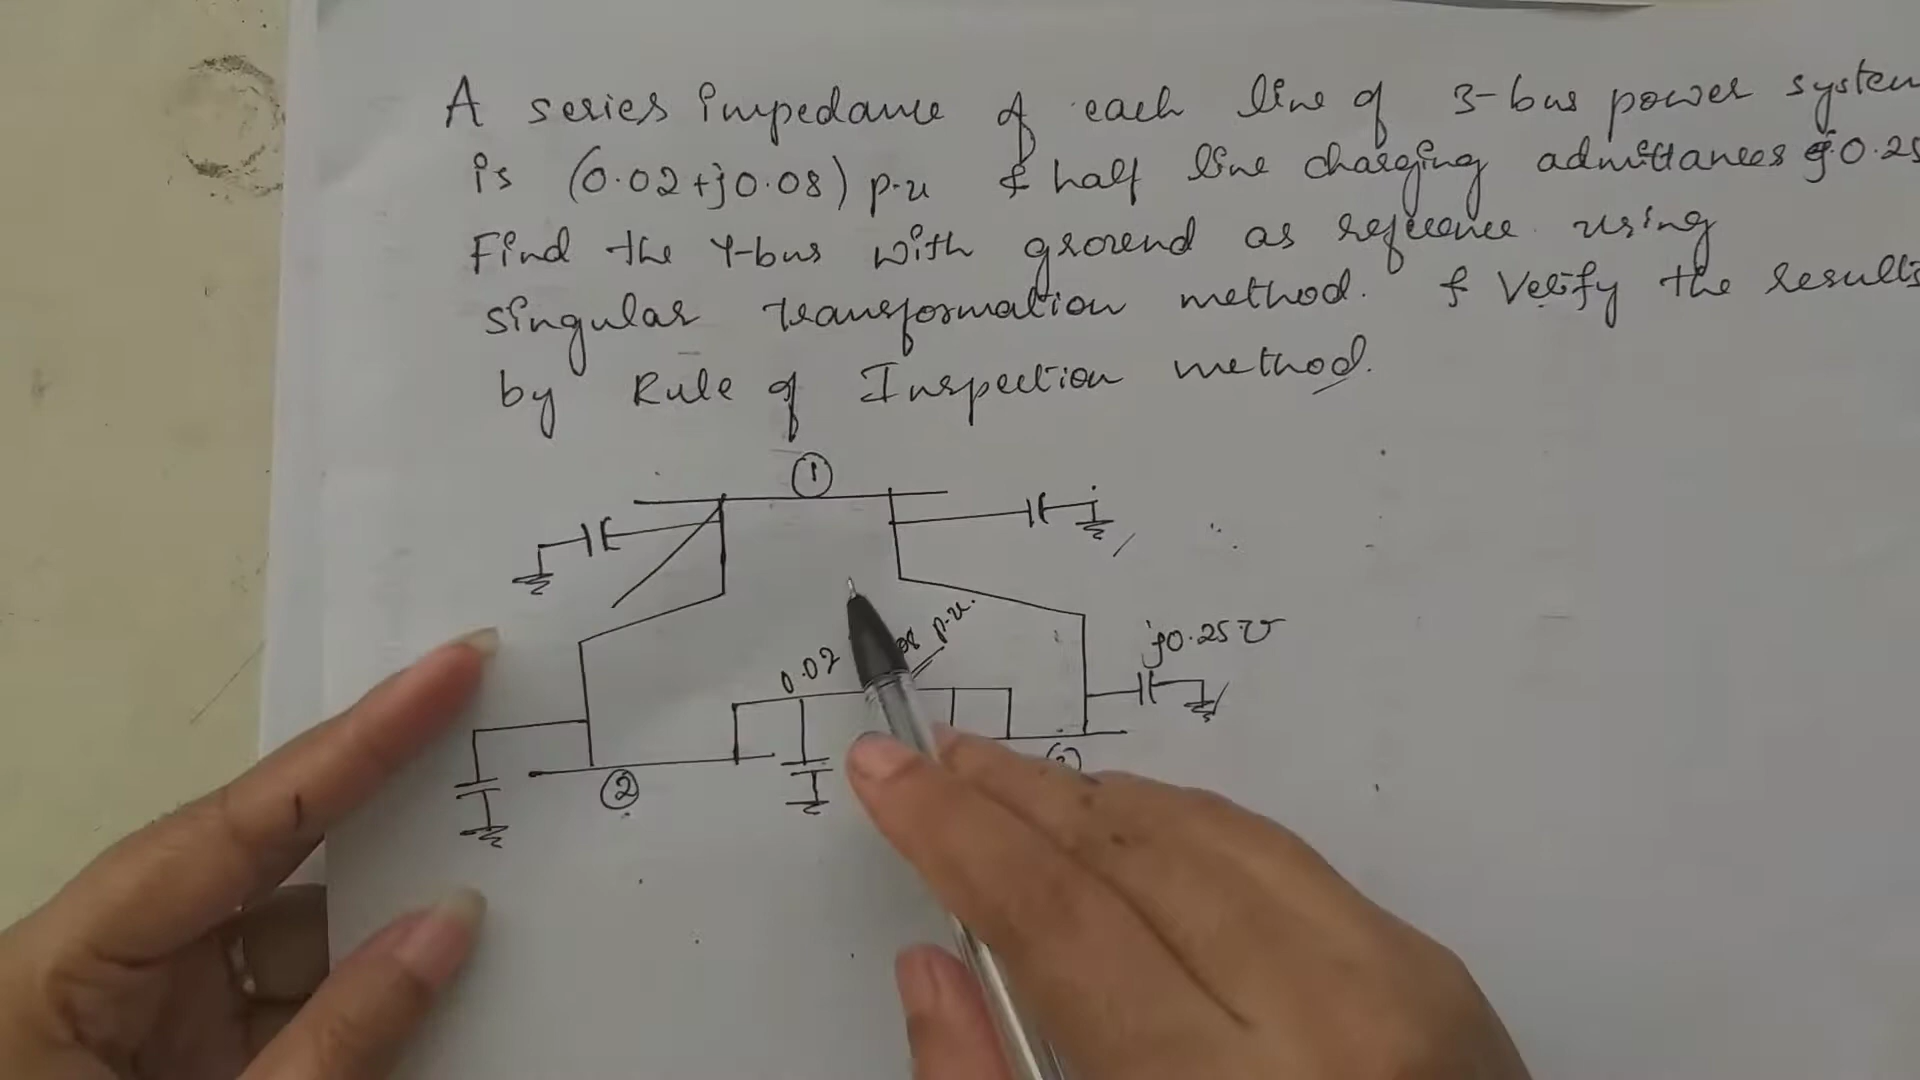 A series impedance of each line of 3-bus power system
is (0.02+j0.08) p.u & half line charging admittances j0.25
Find the Y-bus with ground as reference using
singular transformation method. & Verify the results
by Rule of Inspection method.
①
0.02 08 p.u.
j0.25 ℧
②